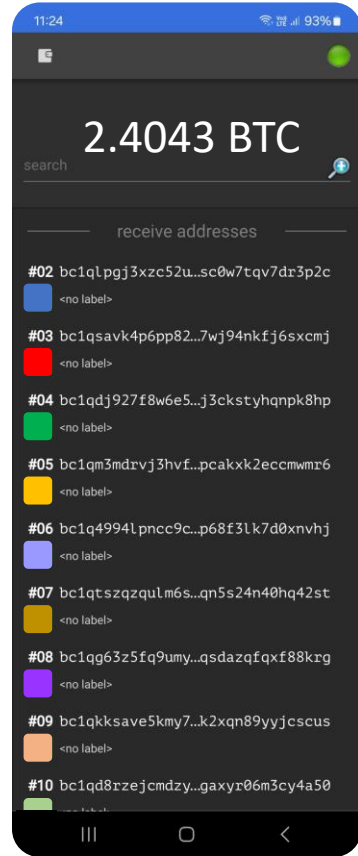 11:24 93%
2.4043 BTC
search
receive addresses
#02 bc1qlpgj3xzc52u…sc0w7tqv7dr3p2c
<no label>
#03 bc1qsavk4p6pp82…7wj94nkfj6sxcmj
<no label>
#04 bc1qdj927f8w6e5…j3ckstyhqnpk8hp
<no label>
#05 bc1qm3mdrvj3hvf…pcakxk2eccmwmr6
<no label>
#06 bc1q4994lpncc9c…p68f3lk7d0xnvhj
<no label>
#07 bc1qtszqzqulm6s…qn5s24n40hq42st
<no label>
#08 bc1qg63z5fq9umy…qsdazqfqxf88krg
<no label>
#09 bc1qkksave5kmy7…k2xqn89yyjcscus
<no label>
#10 bc1qd8rzejcmdzy…gaxyr06m3cy4a50